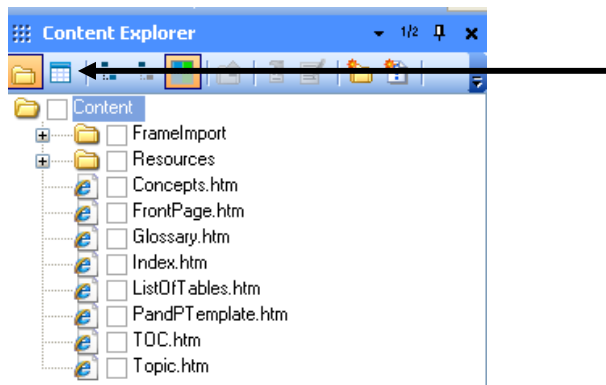 Content Explorer 1/2
Content
FrameImport
Resources
Concepts.htm
FrontPage.htm
Glossary.htm
Index.htm
ListOfTables.htm
PandPTemplate.htm
TOC.htm
Topic.htm